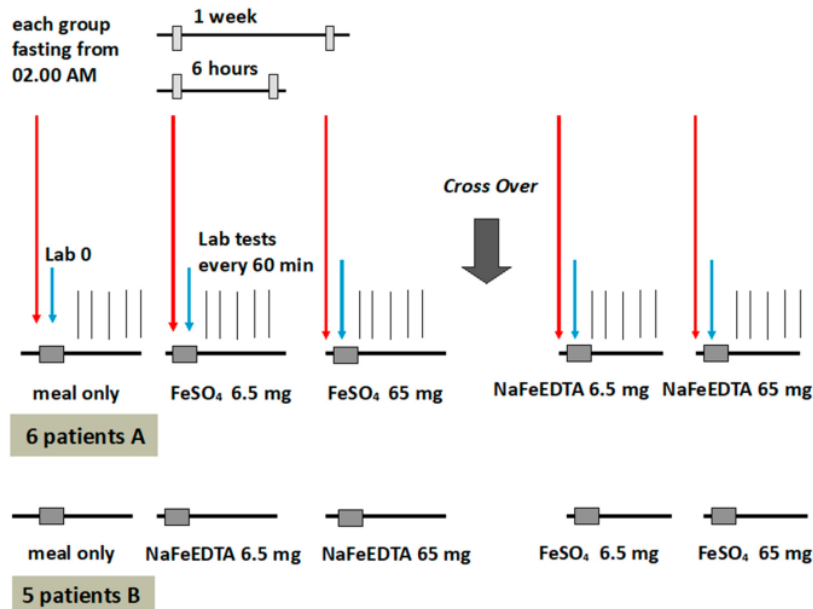 each group
fasting from
02.00 AM
1 week
6 hours
Cross Over
Lab 0
Lab tests
every 60 min
meal only
FeSO₄ 6.5 mg
FeSO₄ 65 mg
NaFeEDTA 6.5 mg
NaFeEDTA 65 mg
6 patients A
meal only
NaFeEDTA 6.5 mg
NaFeEDTA 65 mg
FeSO₄ 6.5 mg
FeSO₄ 65 mg
5 patients B